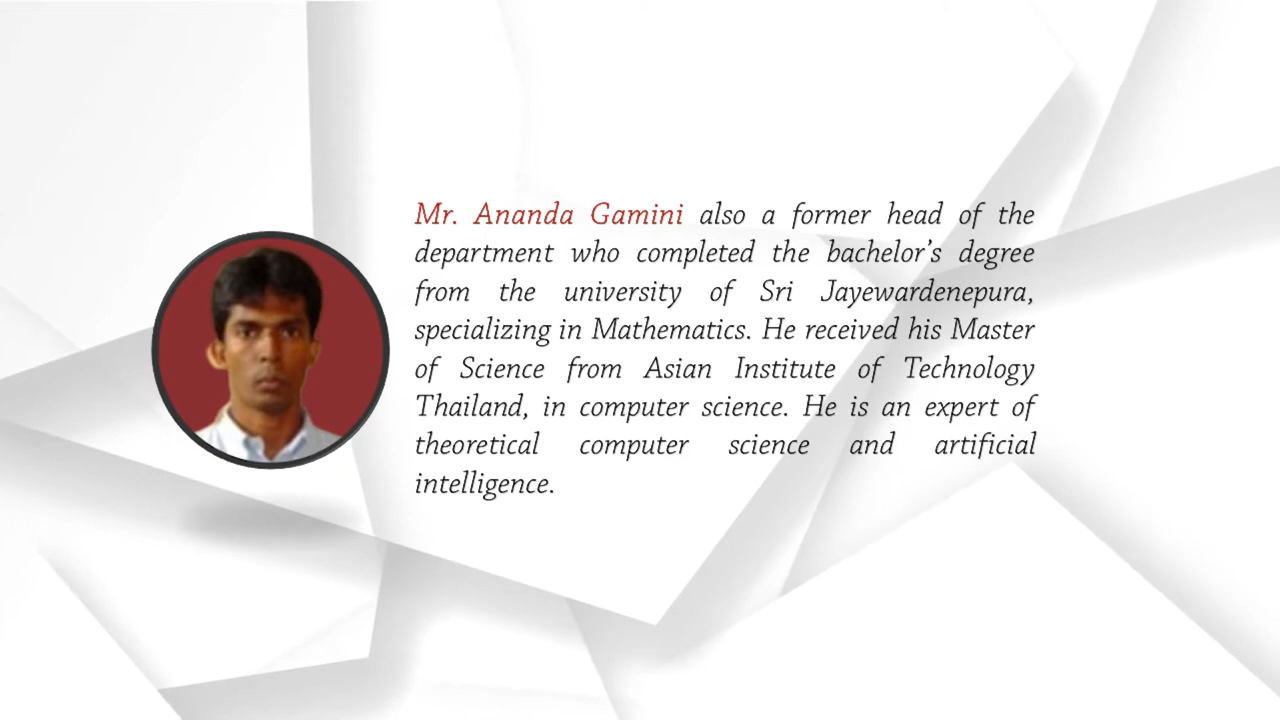 Mr. Ananda Gamini also a former head of the
department who completed the bachelor’s degree
from the university of Sri Jayewardenepura,
specializing in Mathematics. He received his Master
of Science from Asian Institute of Technology
Thailand, in computer science. He is an expert of
theoretical computer science and artificial
intelligence.